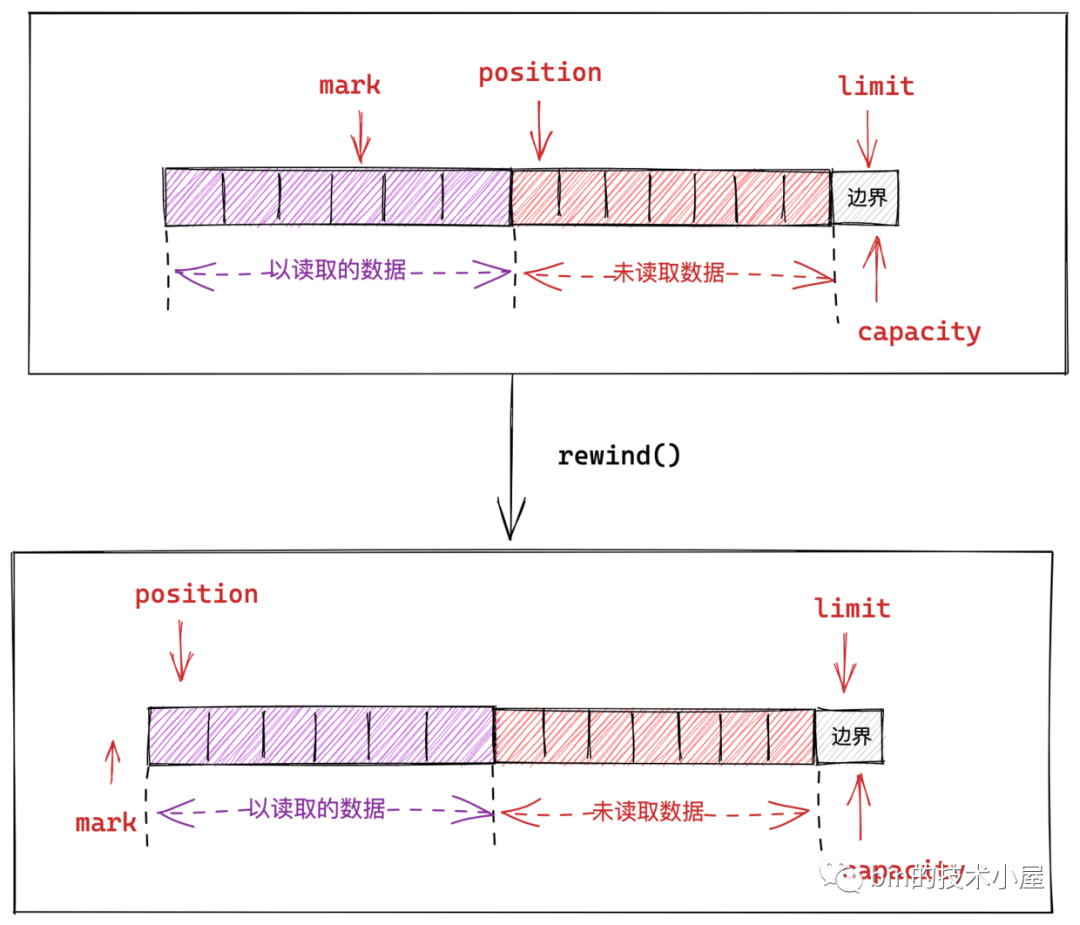 mark
position
limit
边界
以读取的数据
未读取数据
capacity
rewind()
position
limit
边界
mark
以读取的数据
未读取数据
capacity
bin的技术小屋